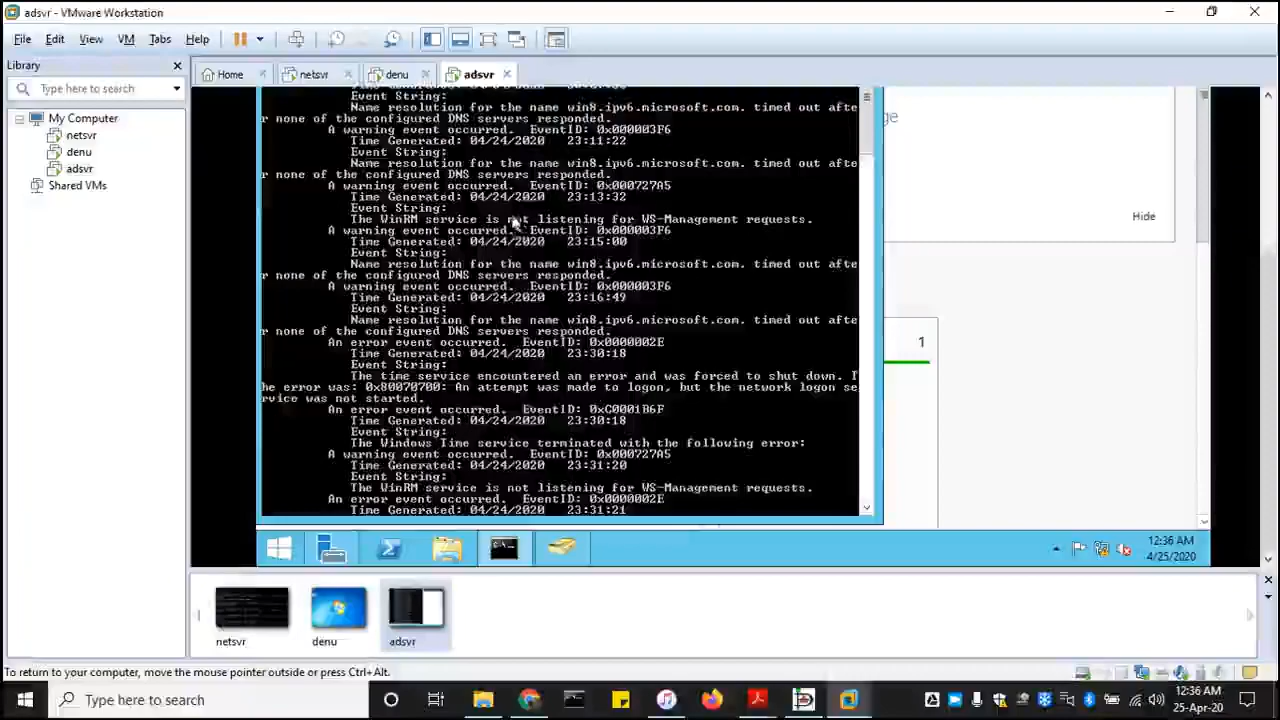 adsvr - VMware Workstation
File Edit View VM Tabs Help
Library
Type here to search
My Computer
netsvr
denu
adsvr
Shared VMs
Home netsvr denu adsvr
Event String:
Name resolution for the name win8.ipv6.microsoft.com. timed out afte
r none of the configured DNS servers responded.
A warning event occurred. EventID: 0x000003F6
Time Generated: 04/24/2020 23:11:22
Event String:
Name resolution for the name win8.ipv6.microsoft.com. timed out afte
r none of the configured DNS servers responded.
A warning event occurred. EventID: 0x000727A5
Time Generated: 04/24/2020 23:13:32
Event String:
The WinRM service is not listening for WS-Management requests.
A warning event occurred. EventID: 0x000003F6
Time Generated: 04/24/2020 23:15:00
Event String:
Name resolution for the name win8.ipv6.microsoft.com. timed out afte
r none of the configured DNS servers responded.
A warning event occurred. EventID: 0x000003F6
Time Generated: 04/24/2020 23:16:49
Event String:
Name resolution for the name win8.ipv6.microsoft.com. timed out afte
r none of the configured DNS servers responded.
An error event occurred. EventID: 0x0000002E
Time Generated: 04/24/2020 23:30:18
Event String:
The time service encountered an error and was forced to shut down. T
he error was: 0x80070700: An attempt was made to logon, but the network logon se
rvice was not started.
An error event occurred. EventID: 0xC0001B6F
Time Generated: 04/24/2020 23:30:18
Event String:
The Windows Time service terminated with the following error:
A warning event occurred. EventID: 0x000727A5
Time Generated: 04/24/2020 23:31:20
Event String:
The WinRM service is not listening for WS-Management requests.
An error event occurred. EventID: 0x0000002E
Time Generated: 04/24/2020 23:31:21
ge
Hide
1
12:36 AM
4/25/2020
netsvr
denu
adsvr
To return to your computer, move the mouse pointer outside or press Ctrl+Alt.
Type here to search
12:36 AM
25-Apr-20